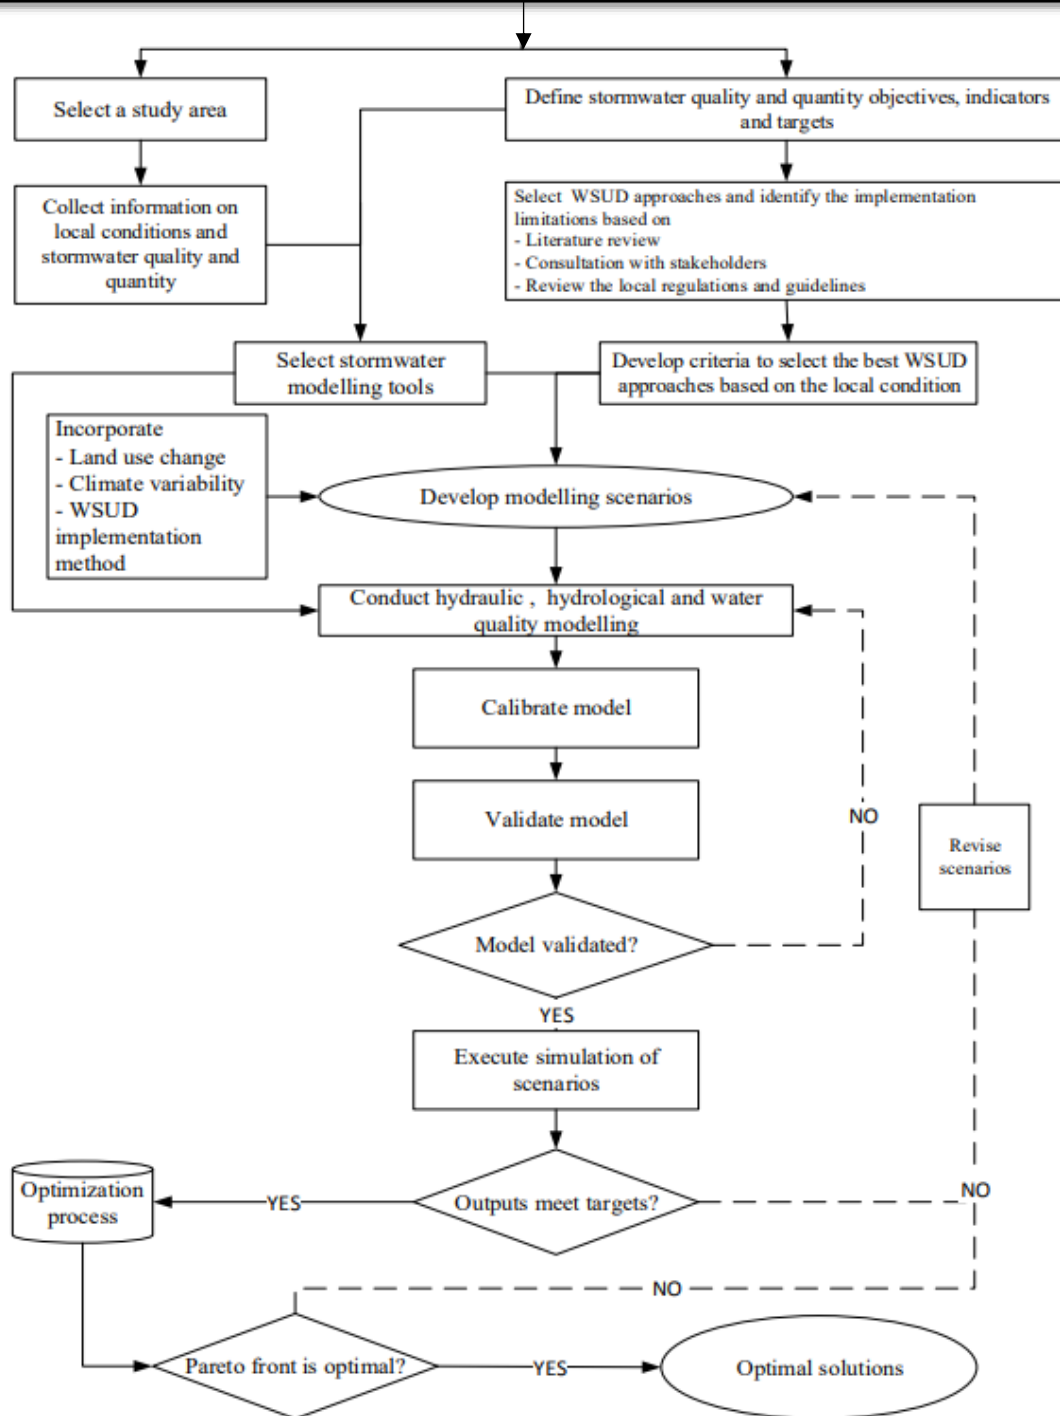 Select a study area
Define stormwater quality and quantity objectives, indicators
and targets
Collect information on
local conditions and
stormwater quality and
quantity
Select WSUD approaches and identify the implementation
limitations based on
- Literature review
- Consultation with stakeholders
- Review the local regulations and guidelines
Select stormwater
modelling tools
Develop criteria to select the best WSUD
approaches based on the local condition
Incorporate
- Land use change
- Climate variability
- WSUD
implementation
method
Develop modelling scenarios
Conduct hydraulic , hydrological and water
quality modelling
Calibrate model
Validate model
NO
Revise
scenarios
Model validated?
YES
Execute simulation of
scenarios
Optimization
process
YES
Outputs meet targets?
NO
NO
Pareto front is optimal?
YES
Optimal solutions